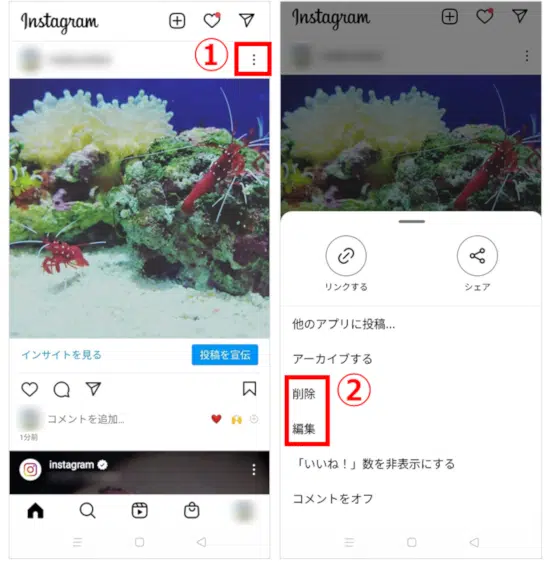 Instagram
①
インサイトを見る
投稿を宣伝
コメントを追加...
1分前
instagram
Instagram
リンクする
シェア
他のアプリに投稿...
アーカイブする
削除
②
編集
「いいね！」数を非表示にする
コメントをオフ